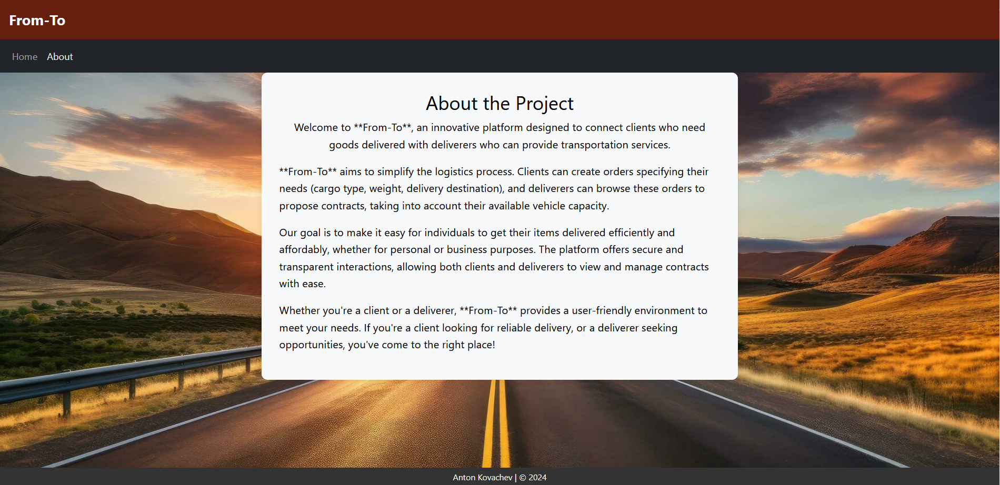 From-To
Home About
About the Project
Welcome to **From-To**, an innovative platform designed to connect clients who need
goods delivered with deliverers who can provide transportation services.
**From-To** aims to simplify the logistics process. Clients can create orders specifying their
needs (cargo type, weight, delivery destination), and deliverers can browse these orders to
propose contracts, taking into account their available vehicle capacity.
Our goal is to make it easy for individuals to get their items delivered efficiently and
affordably, whether for personal or business purposes. The platform offers secure and
transparent interactions, allowing both clients and deliverers to view and manage contracts
with ease.
Whether you're a client or a deliverer, **From-To** provides a user-friendly environment to
meet your needs. If you're a client looking for reliable delivery, or a deliverer seeking
opportunities, you've come to the right place!
Anton Kovachev | © 2024